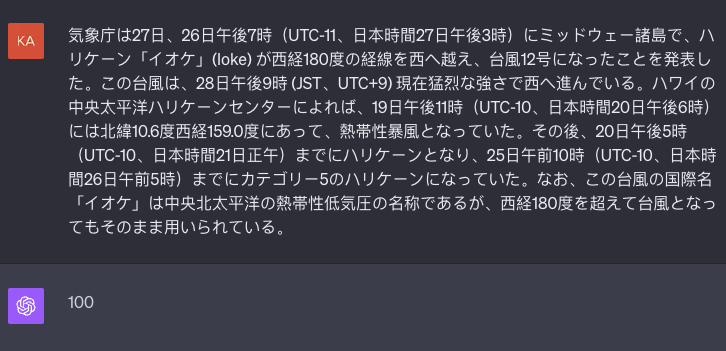 KA
気象庁は27日、26日午後7時（UTC-11、日本時間27日午後3時）にミッドウェー諸島で、ハ
リケーン「イオケ」(Ioke) が西経180度の経線を西へ越え、台風12号になったことを発表し
た。この台風は、28日午後9時 (JST、UTC+9) 現在猛烈な強さで西へ進んでいる。ハワイの
中央太平洋ハリケーンセンターによれば、19日午後11時（UTC-10、日本時間20日午後6時）
には北緯10.6度西経159.0度にあって、熱帯性暴風となっていた。その後、20日午後5時
（UTC-10、日本時間21日正午）までにハリケーンとなり、25日午前10時（UTC-10、日本時
間26日午前5時）までにカテゴリー5のハリケーンになっていた。なお、この台風の国際名
「イオケ」は中央北太平洋の熱帯性低気圧の名称であるが、西経180度を超えて台風となっ
てもそのまま用いられている。
100